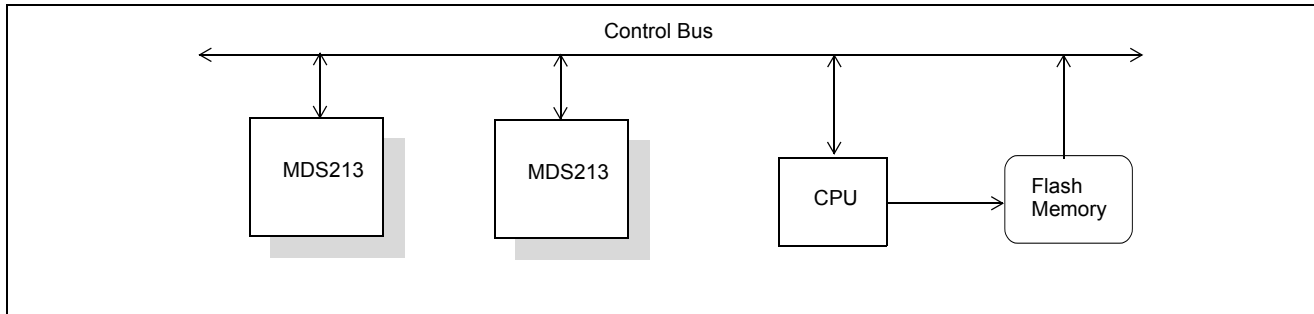 Control Bus
MDS213
MDS213
CPU
Flash
Memory